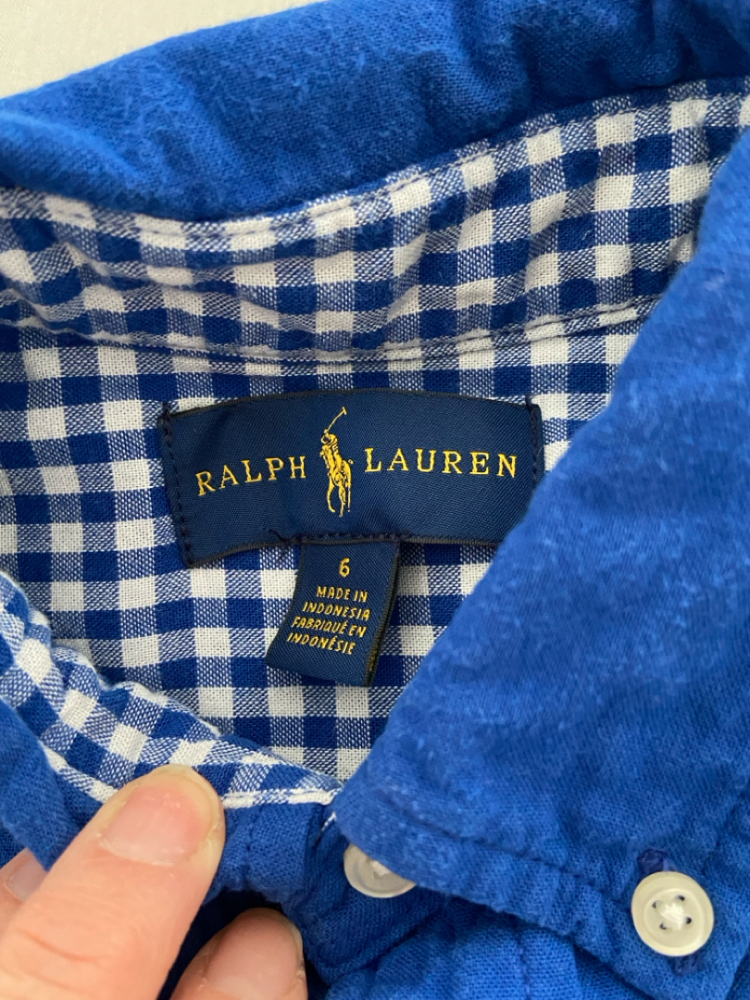 RALPH LAUREN
6
MADE IN
INDONESIA
FABRIQUÉ EN
INDONÉSIE